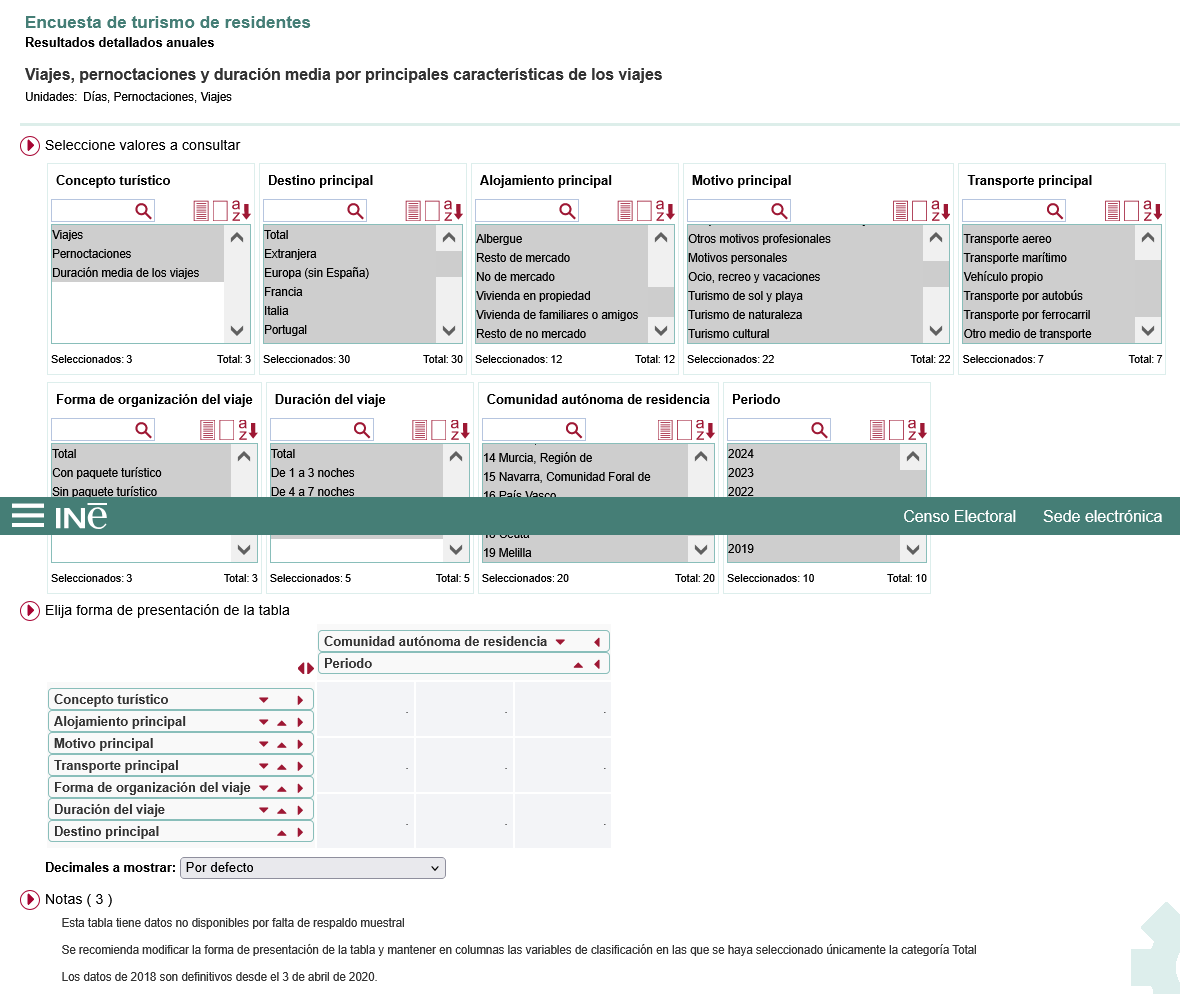 Encuesta de turismo de residentes
Resultados detallados anuales
Viajes, pernoctaciones y duración media por principales características de los viajes
Unidades: Días, Pernoctaciones, Viajes
Seleccione valores a consultar
Concepto turístico
Viajes
Pernoctaciones
Duración media de los viajes
Seleccionados: 3 Total: 3
Destino principal
Total
Extranjera
Europa (sin España)
Francia
Italia
Portugal
Seleccionados: 30 Total: 30
Alojamiento principal
Albergue
Resto de mercado
No de mercado
Vivienda en propiedad
Vivienda de familiares o amigos
Resto de no mercado
Seleccionados: 12 Total: 12
Motivo principal
Otros motivos profesionales
Motivos personales
Ocio, recreo y vacaciones
Turismo de sol y playa
Turismo de naturaleza
Turismo cultural
Seleccionados: 22 Total: 22
Transporte principal
Transporte aereo
Transporte marítimo
Vehículo propio
Transporte por autobús
Transporte por ferrocarril
Otro medio de transporte
Seleccionados: 7 Total: 7
Forma de organización del viaje
Total
Con paquete turístico
Sin paquete turístico
Seleccionados: 3 Total: 3
Duración del viaje
Total
De 1 a 3 noches
De 4 a 7 noches
Seleccionados: 5 Total: 5
Comunidad autónoma de residencia
14 Murcia, Región de
15 Navarra, Comunidad Foral de
16 País Vasco
18 Ceuta
19 Melilla
Seleccionados: 20 Total: 20
Periodo
2024
2023
2022
2019
Seleccionados: 10 Total: 10
INe Censo Electoral Sede electrónica
Elija forma de presentación de la tabla
Comunidad autónoma de residencia
Periodo
Concepto turístico
Alojamiento principal
Motivo principal
Transporte principal
Forma de organización del viaje
Duración del viaje
Destino principal
Decimales a mostrar: Por defecto
Notas ( 3 )
Esta tabla tiene datos no disponibles por falta de respaldo muestral
Se recomienda modificar la forma de presentación de la tabla y mantener en columnas las variables de clasificación en las que se haya seleccionado únicamente la categoría Total
Los datos de 2018 son definitivos desde el 3 de abril de 2020.